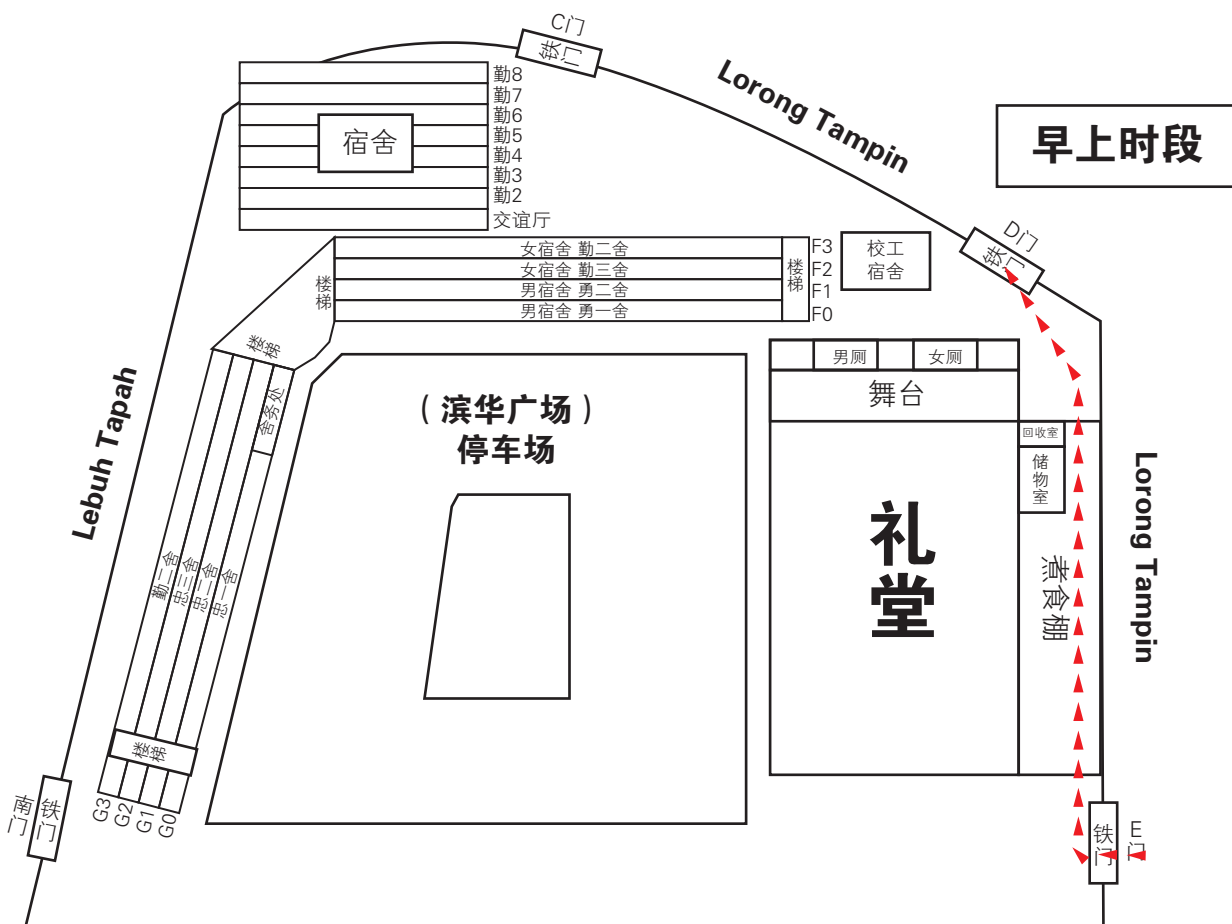 C门
铁门
Lorong Tampin
早上时段
勤8
勤7
勤6
勤5
勤4
勤3
勤2
交谊厅
宿舍
D门
铁门
女宿舍 勤二舍
女宿舍 勤三舍
男宿舍 勇二舍
男宿舍 勇一舍
楼梯
楼梯
F3
F2
F1
F0
校工
宿舍
楼梯
舍务处
男厕
女厕
舞台
(滨华广场)
停车场
Lebuh Tapah
回收室
储物室
礼堂
煮食棚
Lorong Tampin
勤二舍
忠三舍
忠二舍
忠一舍
楼梯
G3
G2
G1
G0
南门
铁门
铁门
E门